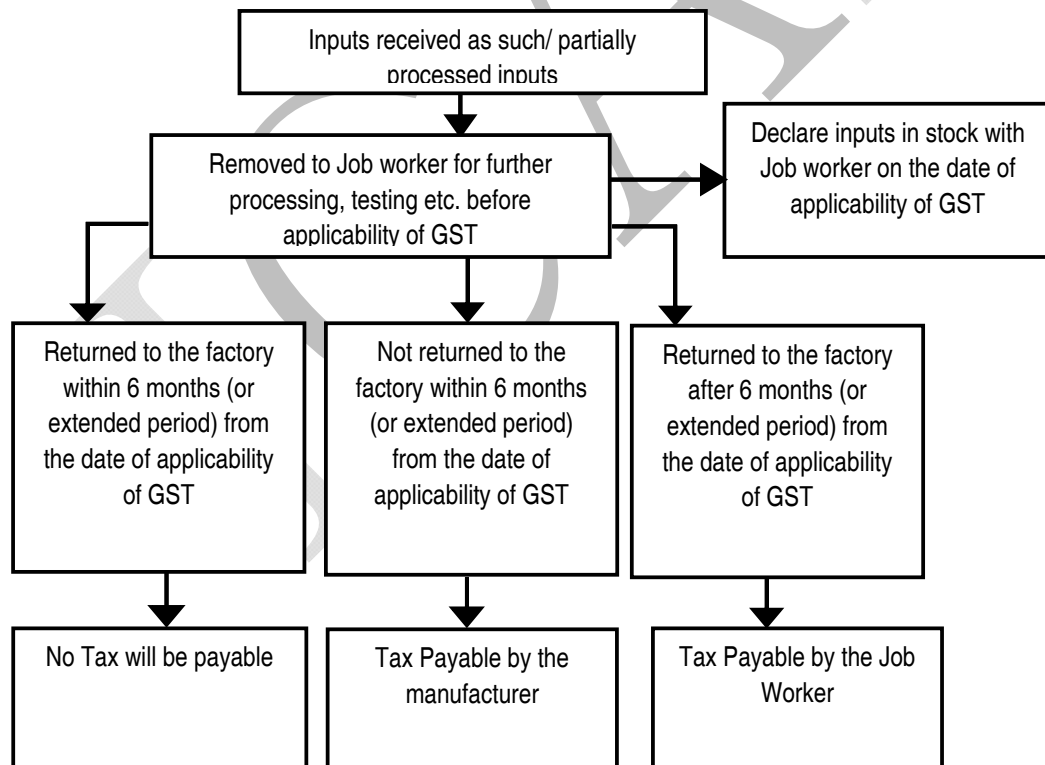 Inputs received as such/ partially
processed inputs
Removed to Job worker for further
processing, testing etc. before
applicability of GST
Declare inputs in stock with
Job worker on the date of
applicability of GST
Returned to the factory
within 6 months (or
extended period) from
the date of applicability
of GST
Not returned to the
factory within 6 months
(or extended period)
from the date of
applicability of GST
Returned to the factory
after 6 months (or
extended period) from
the date of applicability
of GST
No Tax will be payable
Tax Payable by the
manufacturer
Tax Payable by the Job
Worker